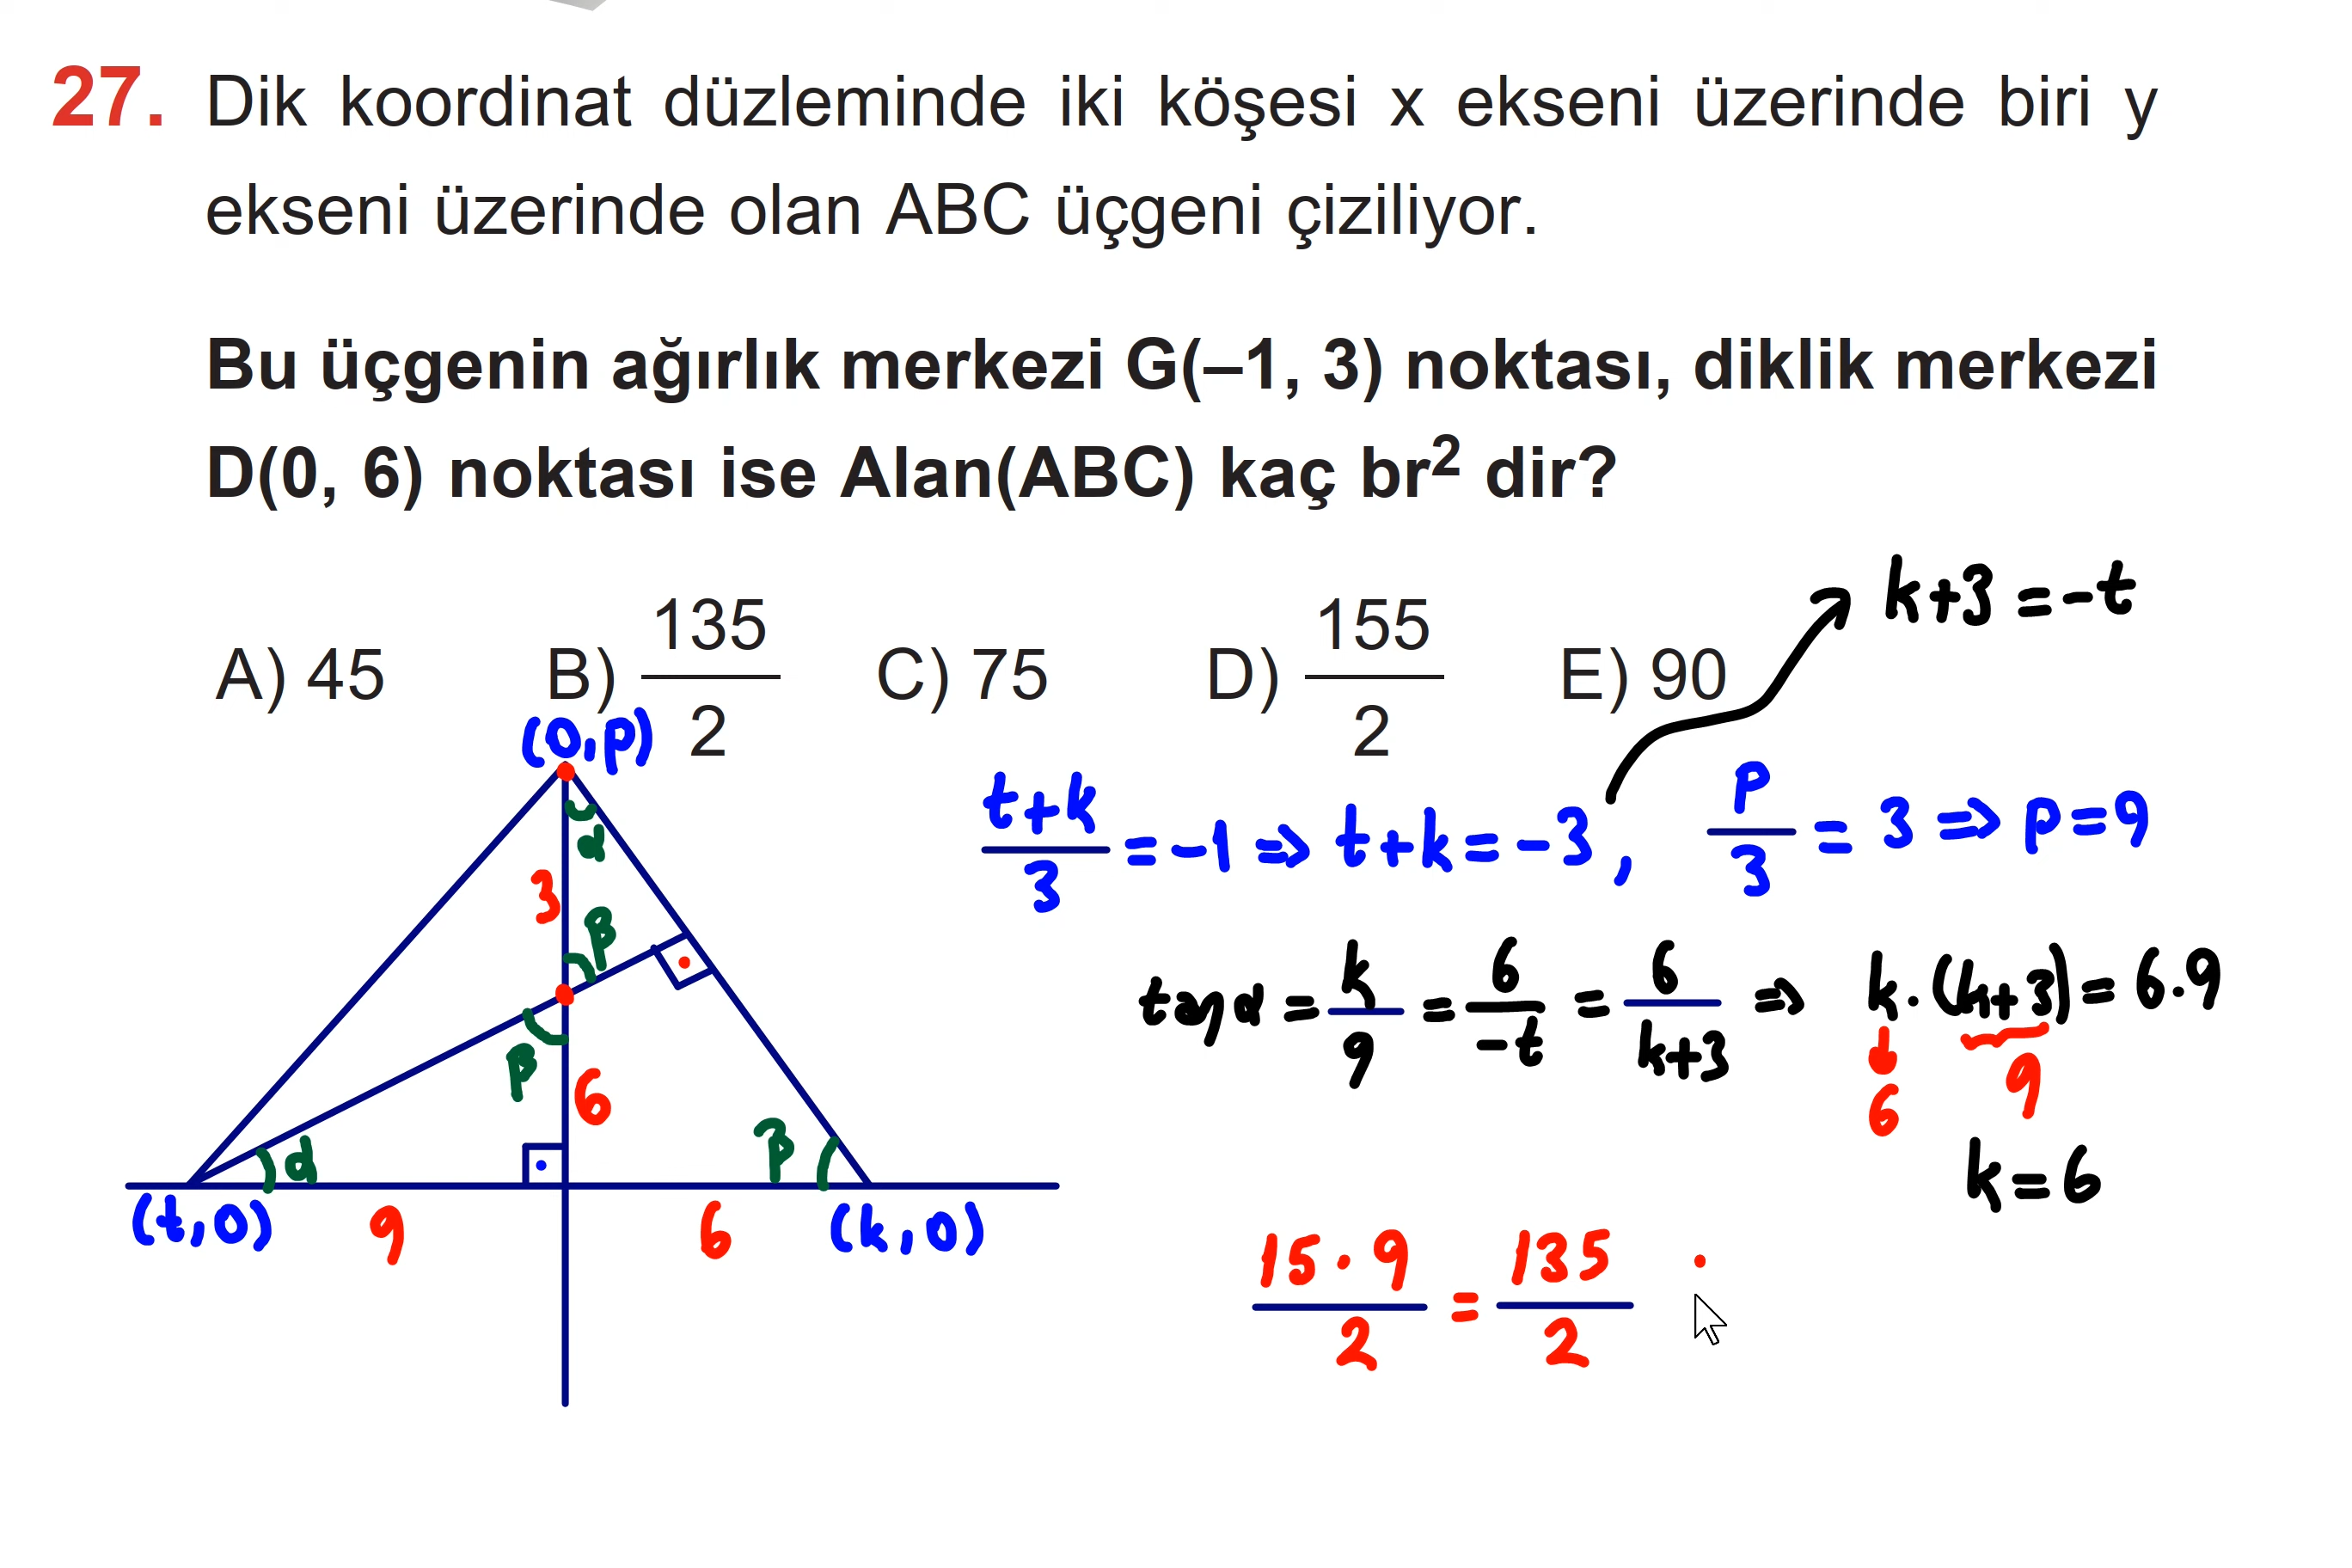 27. Dik koordinat düzleminde iki köşesi x ekseni üzerinde biri y
ekseni üzerinde olan ABC üçgeni çiziliyor.
Bu üçgenin ağırlık merkezi G(–1, 3) noktası, diklik merkezi
D(0, 6) noktası ise Alan(ABC) kaç br² dir?
k+3 = -t
A) 45 B) 135/2 C) 75 D) 155/2 E) 90
(0,p)
t+k/3 = -1 ⇒ t+k = -3, p/3 = 3 ⇒ p=9
α
3
β
tan α = k/9 = 6/-t = 6/k+3 ⇒ k.(k+3) = 6.9
↓
6 9
β
6
k=6
α
β
(t,0) 9 6 (k,0)
15.9/2 = 135/2 .